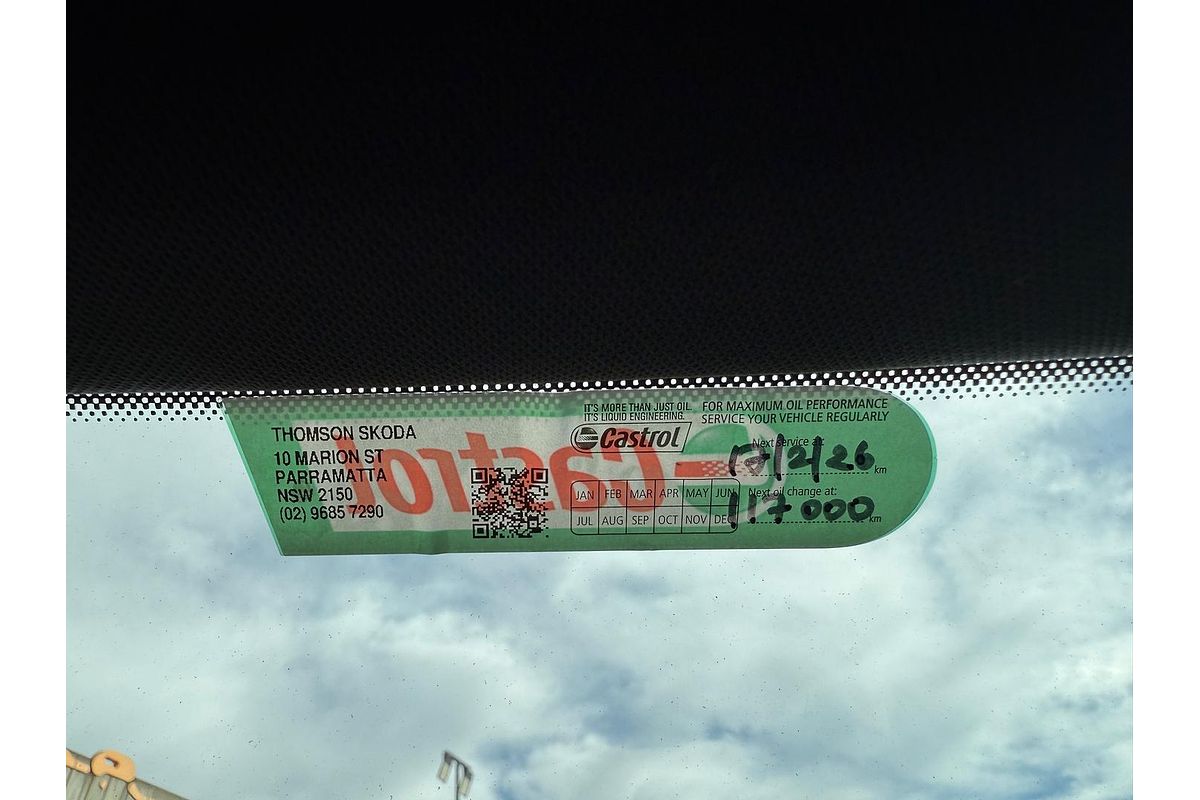 THOMSON SKODA
10 MARION ST
PARRAMATTA
NSW 2150
(02) 9685 7290
Castrol
IT'S MORE THAN JUST OIL.
IT'S LIQUID ENGINEERING.
Castrol
JAN FEB MAR APR MAY JUN
JUL AUG SEP OCT NOV DEC
FOR MAXIMUM OIL PERFORMANCE
SERVICE YOUR VEHICLE REGULARLY
Next service at:
17/2/26 km
Next oil change at:
117000 km